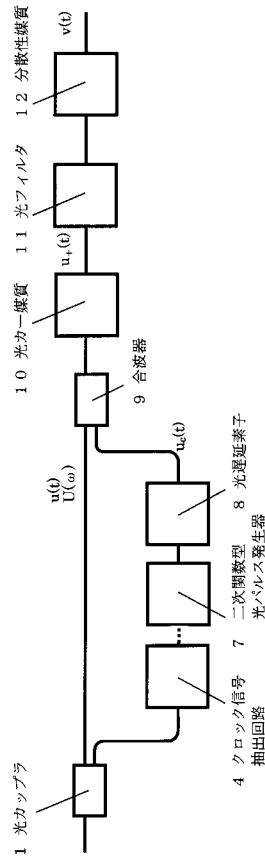 1 光カップラ
4 クロック信号
抽出回路
7 二次関数型
光パルス発生器
8 光遅延素子
9 合波器
10 光カー媒質
11 光フィルタ
12 分散性媒質
u(t)
U(ω)
uc(t)
u+(t)
v(t)